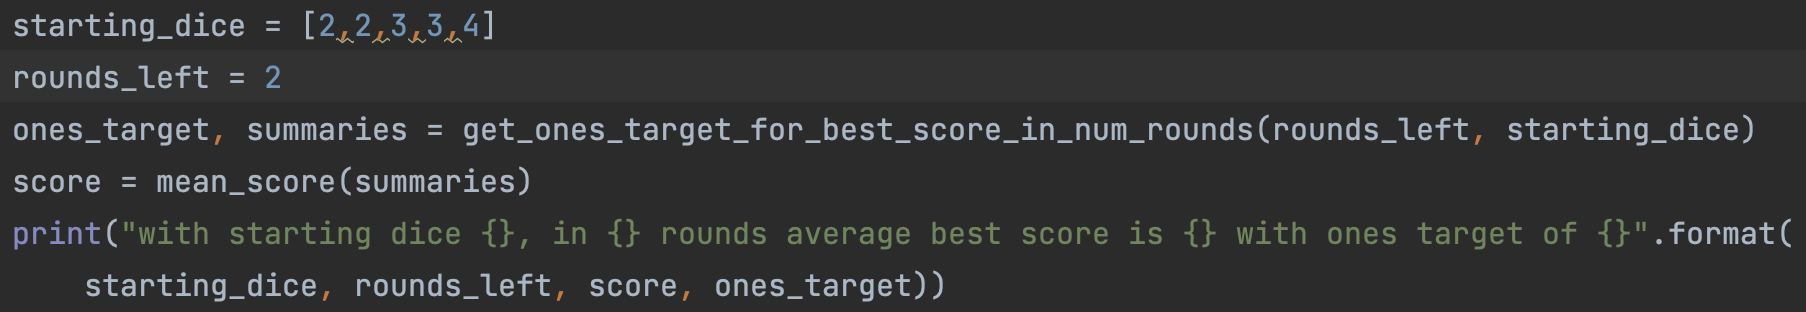 starting_dice = [2,2,3,3,4]
rounds_left = 2
ones_target, summaries = get_ones_target_for_best_score_in_num_rounds(rounds_left, starting_dice)
score = mean_score(summaries)
print("with starting dice {}, in {} rounds average best score is {} with ones target of {}".format(
    starting_dice, rounds_left, score, ones_target))